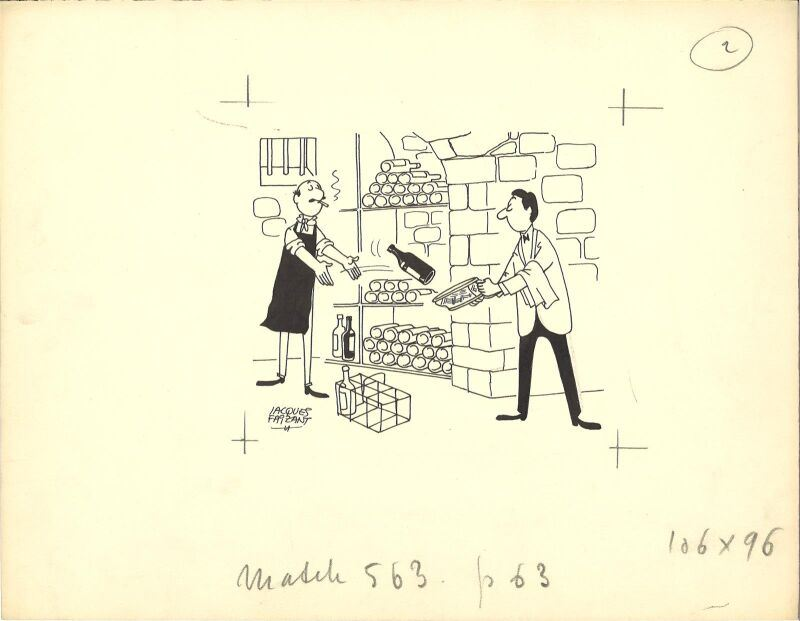 2
JACQUES
FAIZANT
Match 563. p 63
106 x 96